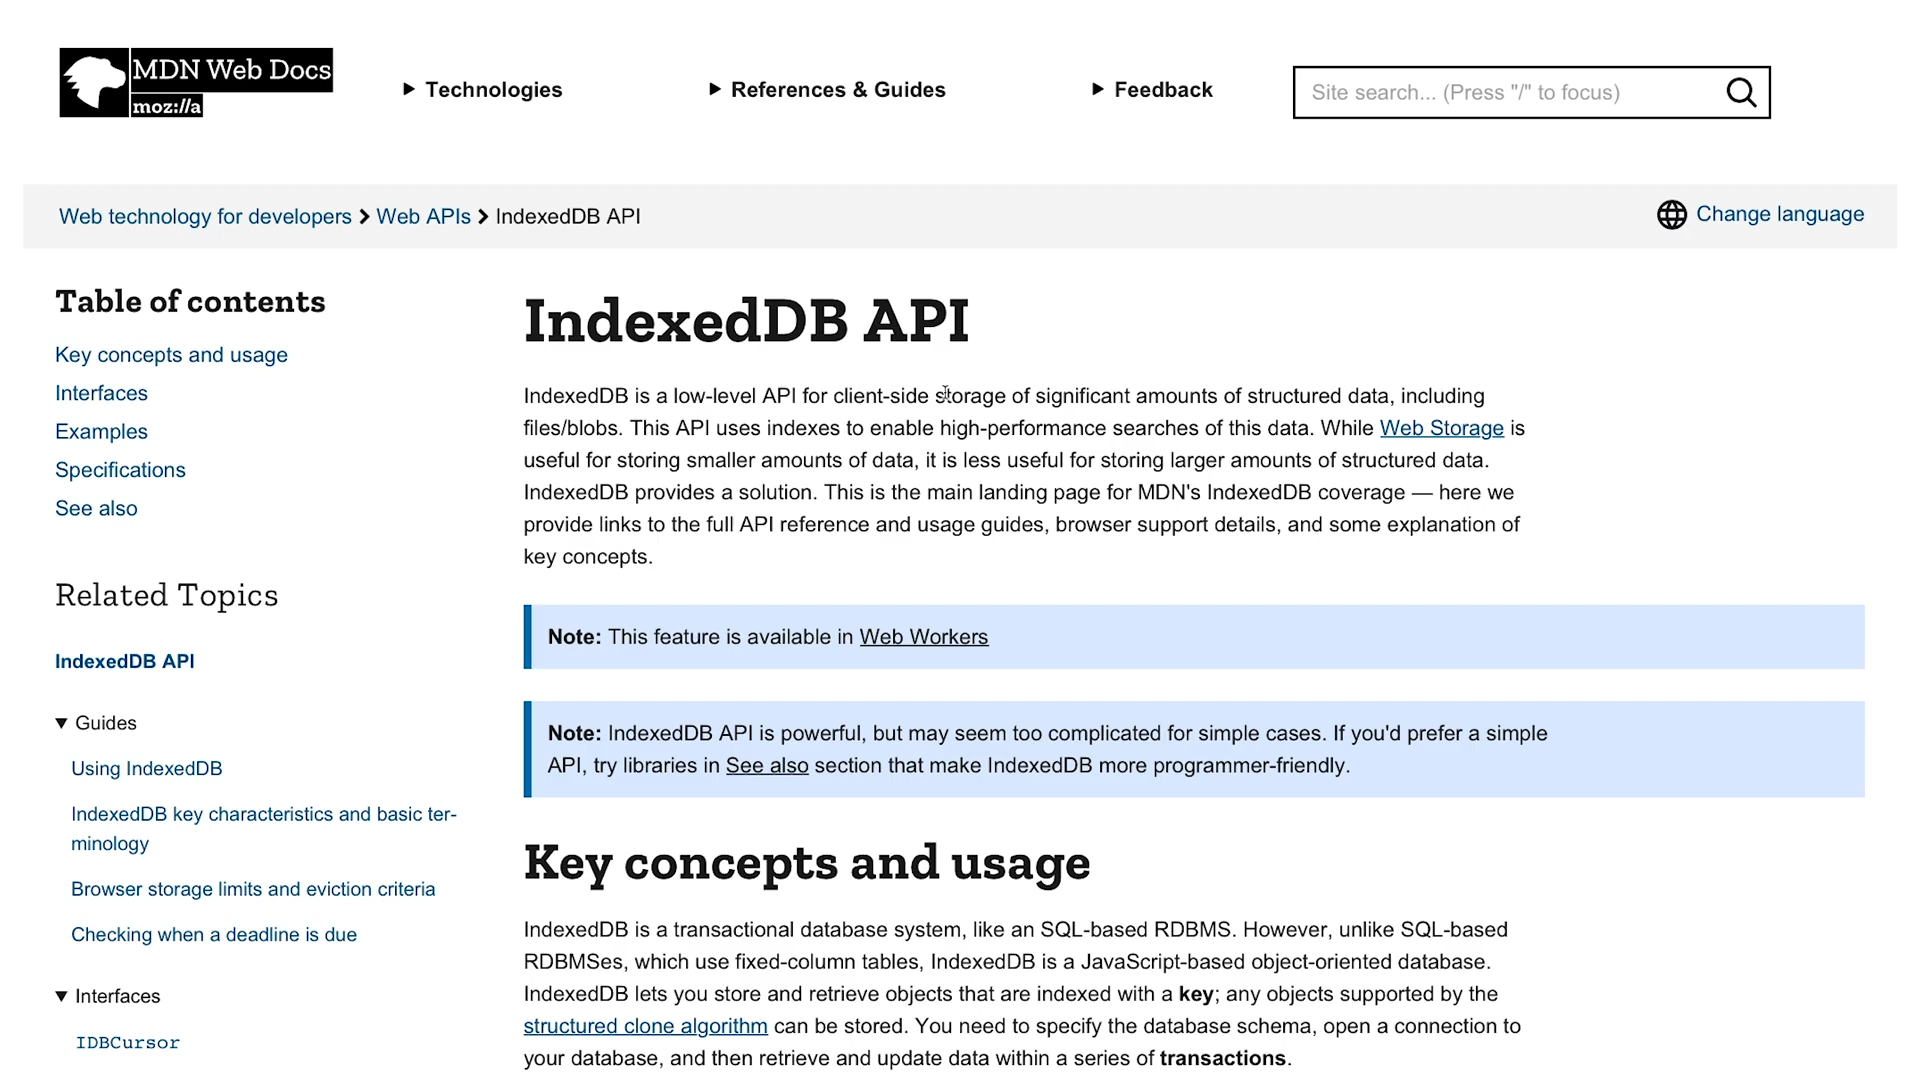 MDN Web Docs
moz://a
Technologies
References & Guides
Feedback
Site search... (Press "/" to focus)
Web technology for developers
Web APIs
IndexedDB API
Change language
Table of contents
Key concepts and usage
Interfaces
Examples
Specifications
See also
Related Topics
IndexedDB API
Guides
Using IndexedDB
IndexedDB key characteristics and basic ter-
minology
Browser storage limits and eviction criteria
Checking when a deadline is due
Interfaces
IDBCursor
IndexedDB API
IndexedDB is a low-level API for client-side storage of significant amounts of structured data, including
files/blobs. This API uses indexes to enable high-performance searches of this data. While Web Storage is
useful for storing smaller amounts of data, it is less useful for storing larger amounts of structured data.
IndexedDB provides a solution. This is the main landing page for MDN's IndexedDB coverage — here we
provide links to the full API reference and usage guides, browser support details, and some explanation of
key concepts.
Note: This feature is available in Web Workers
Note: IndexedDB API is powerful, but may seem too complicated for simple cases. If you'd prefer a simple
API, try libraries in See also section that make IndexedDB more programmer-friendly.
Key concepts and usage
IndexedDB is a transactional database system, like an SQL-based RDBMS. However, unlike SQL-based
RDBMSes, which use fixed-column tables, IndexedDB is a JavaScript-based object-oriented database.
IndexedDB lets you store and retrieve objects that are indexed with a key; any objects supported by the
structured clone algorithm can be stored. You need to specify the database schema, open a connection to
your database, and then retrieve and update data within a series of transactions.